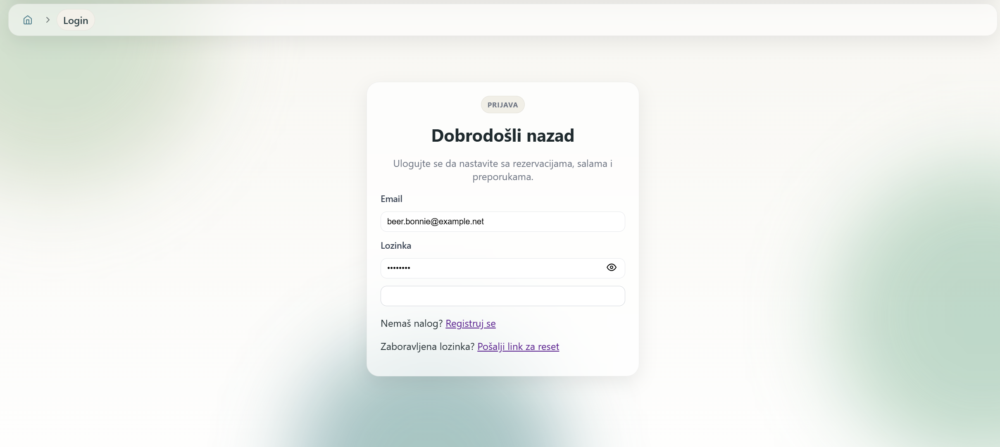 Login
PRIJAVA
Dobrodošli nazad
Ulogujte se da nastavite sa rezervacijama, salama i
preporukama.
Email
beer.bonnie@example.net
Lozinka
••••••••
Nemaš nalog? Registruj se
Zaboravljena lozinka? Pošalji link za reset